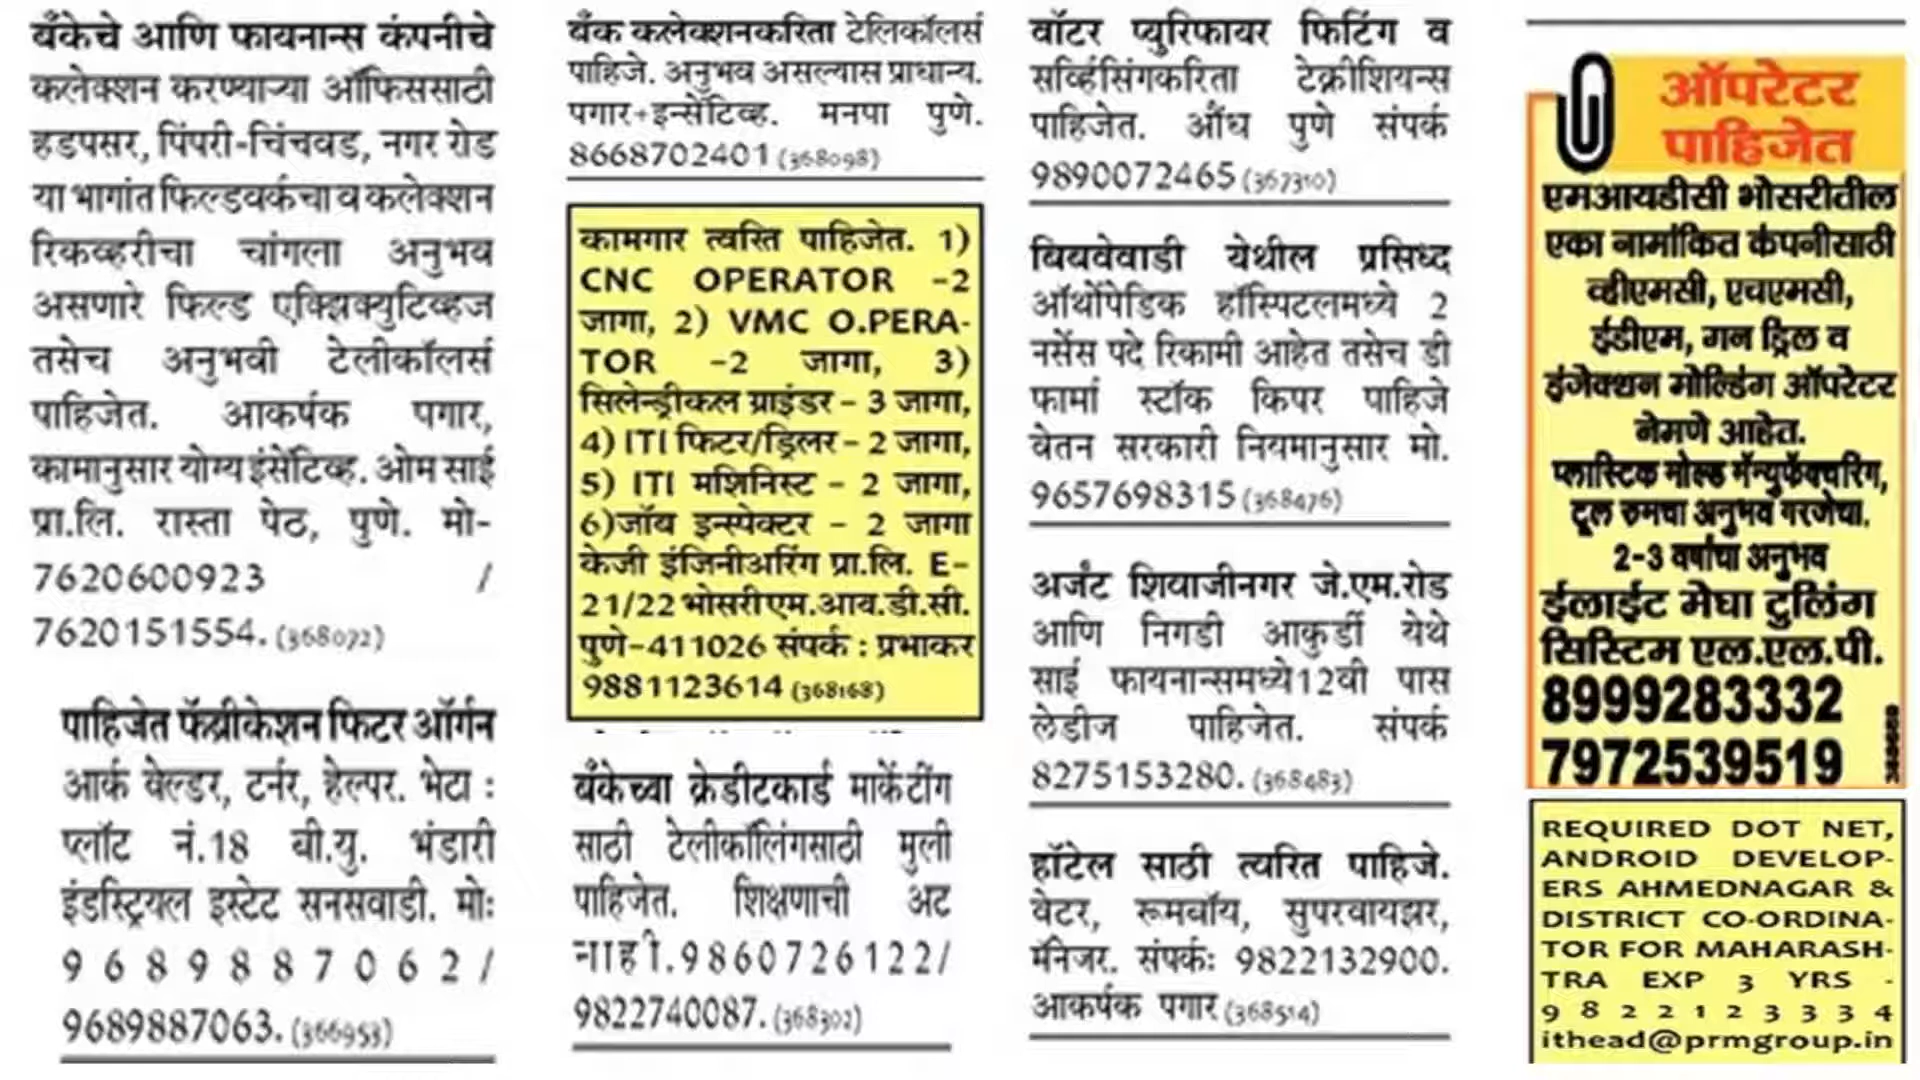 बँकेचे आणि फायनान्स कंपनीचे
कलेक्शन करण्याऱ्या ऑफिससाठी
हडपसर, पिंपरी-चिंचवड, नगर रोड
या भागांत फिल्डवर्कचा व कलेक्शन
रिकव्हरीचा चांगला अनुभव
असणारे फिल्ड एक्झिक्युटिव्हज
तसेच अनुभवी टेलीकॉलर्स
पाहिजेत. आकर्षक पगार,
कामानुसार योग्य इंसेंटिव्ह. ओम साई
प्रा.लि. रास्ता पेठ, पुणे. मो-
7620600923 /
7620151554. (368072)
पाहिजेत फॅब्रीकेशन फिटर ऑर्गन
आर्क वेल्डर, टर्नर, हेल्पर. भेटा :
प्लॉट नं.18 बी.यु. भंडारी
इंडस्ट्रियल इस्टेट सनसवाडी. मोः
9689887062/
9689887063. (366953)
बँक कलेक्शनकरिता टेलिकॉलर्स
पाहिजे. अनुभव असल्यास प्राधान्य.
पगार+इन्सेंटिव्ह. मनपा पुणे.
8668702401 (368098)
कामगार त्वरित पाहिजेत. 1)
CNC OPERATOR -2
जागा, 2) VMC O.PERA-
TOR -2 जागा, 3)
सिलेन्ड्रीकल ग्राइंडर – 3 जागा,
4) ITI फिटर/ड्रिलर – 2 जागा,
5) ITI मशिनिस्ट – 2 जागा,
6)जॉब इन्स्पेक्टर – 2 जागा
केजी इंजिनीअरिंग प्रा.लि. E-
21/22 भोसरी एम.आय.डी.सी.
पुणे-411026 संपर्क : प्रभाकर
9881123614 (368168)
बँकेच्या क्रेडीटकार्ड मार्केटींग
साठी टेलीकॉलिंगसाठी मुली
पाहिजेत. शिक्षणाची अट
नाही.9860726122/
9822740087. (368302)
वॉटर प्युरिफायर फिटिंग व
सर्व्हिसिंगकरिता टेक्नीशियन्स
पाहिजेत. औंध पुणे संपर्क
9890072465 (367310)
बिबवेवाडी येथील प्रसिध्द
ऑर्थोपेडिक हॉस्पिटलमध्ये 2
नर्सेस पदे रिकामी आहेत तसेच डी
फार्मा स्टॉक किपर पाहिजे
वेतन सरकारी नियमानुसार मो.
9657698315 (368476)
अर्जंट शिवाजीनगर जे.एम.रोड
आणि निगडी आकुर्डी येथे
साई फायनान्समध्ये12वी पास
लेडीज पाहिजेत. संपर्क
8275153280. (368483)
हॉटेल साठी त्वरित पाहिजे.
वेटर, रूमबॉय, सुपरवायझर,
मॅनेजर. संपर्कः 9822132900.
आकर्षक पगार (368514)
ऑपरेटर
पाहिजेत
एमआयडीसी भोसरीतील
एका नामांकित कंपनीसाठी
व्हीएमसी, एचएमसी,
ईडीएम, गन ड्रिल व
इंजेक्शन मोल्डिंग ऑपरेटर
नेमणे आहेत.
प्लास्टिक मोल्ड मॅन्युफॅक्चरिंग,
टूल रुमचा अनुभव गरजेचा.
2-3 वर्षांचा अनुभव
ईलाईट मेघा टुलिंग
सिस्टिम एल.एल.पी.
8999283332
7972539519
REQUIRED DOT NET,
ANDROID DEVELOP-
ERS AHMEDNAGAR &
DISTRICT CO-ORDINA-
TOR FOR MAHARASH-
TRA EXP 3 YRS -
9822123334
ithead@prmgroup.in